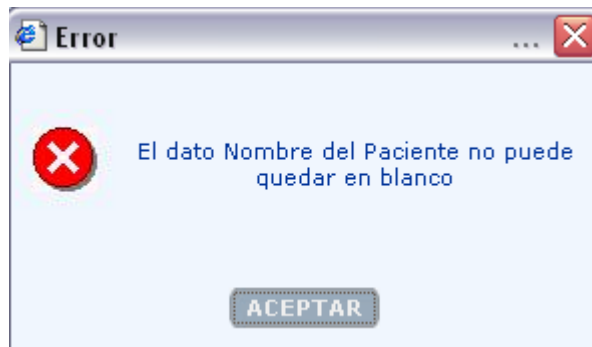 Error ...
El dato Nombre del Paciente no puede
quedar en blanco
ACEPTAR